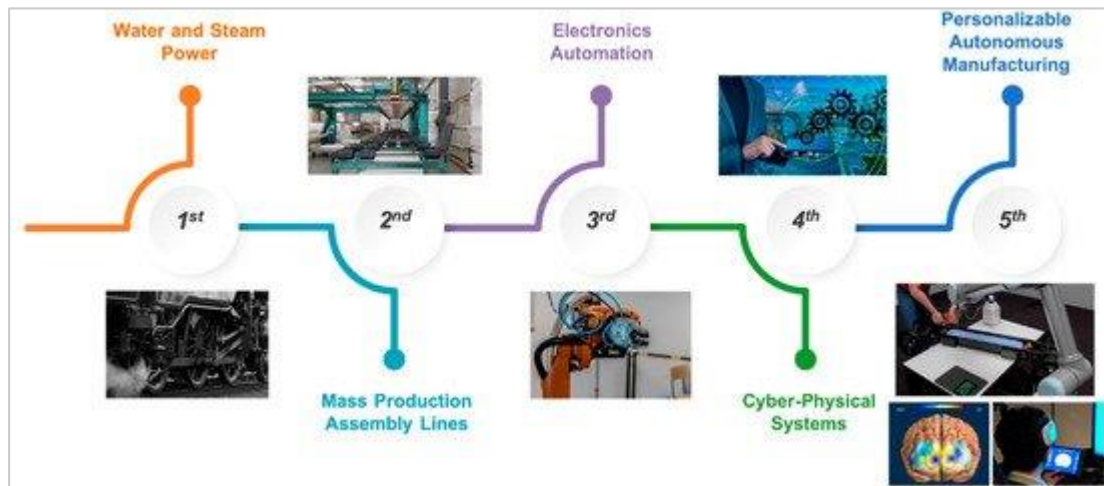 Water and Steam
Power
Electronics
Automation
Personalizable
Autonomous
Manufacturing
1st
2nd
3rd
4th
5th
Mass Production
Assembly Lines
Cyber-Physical
Systems